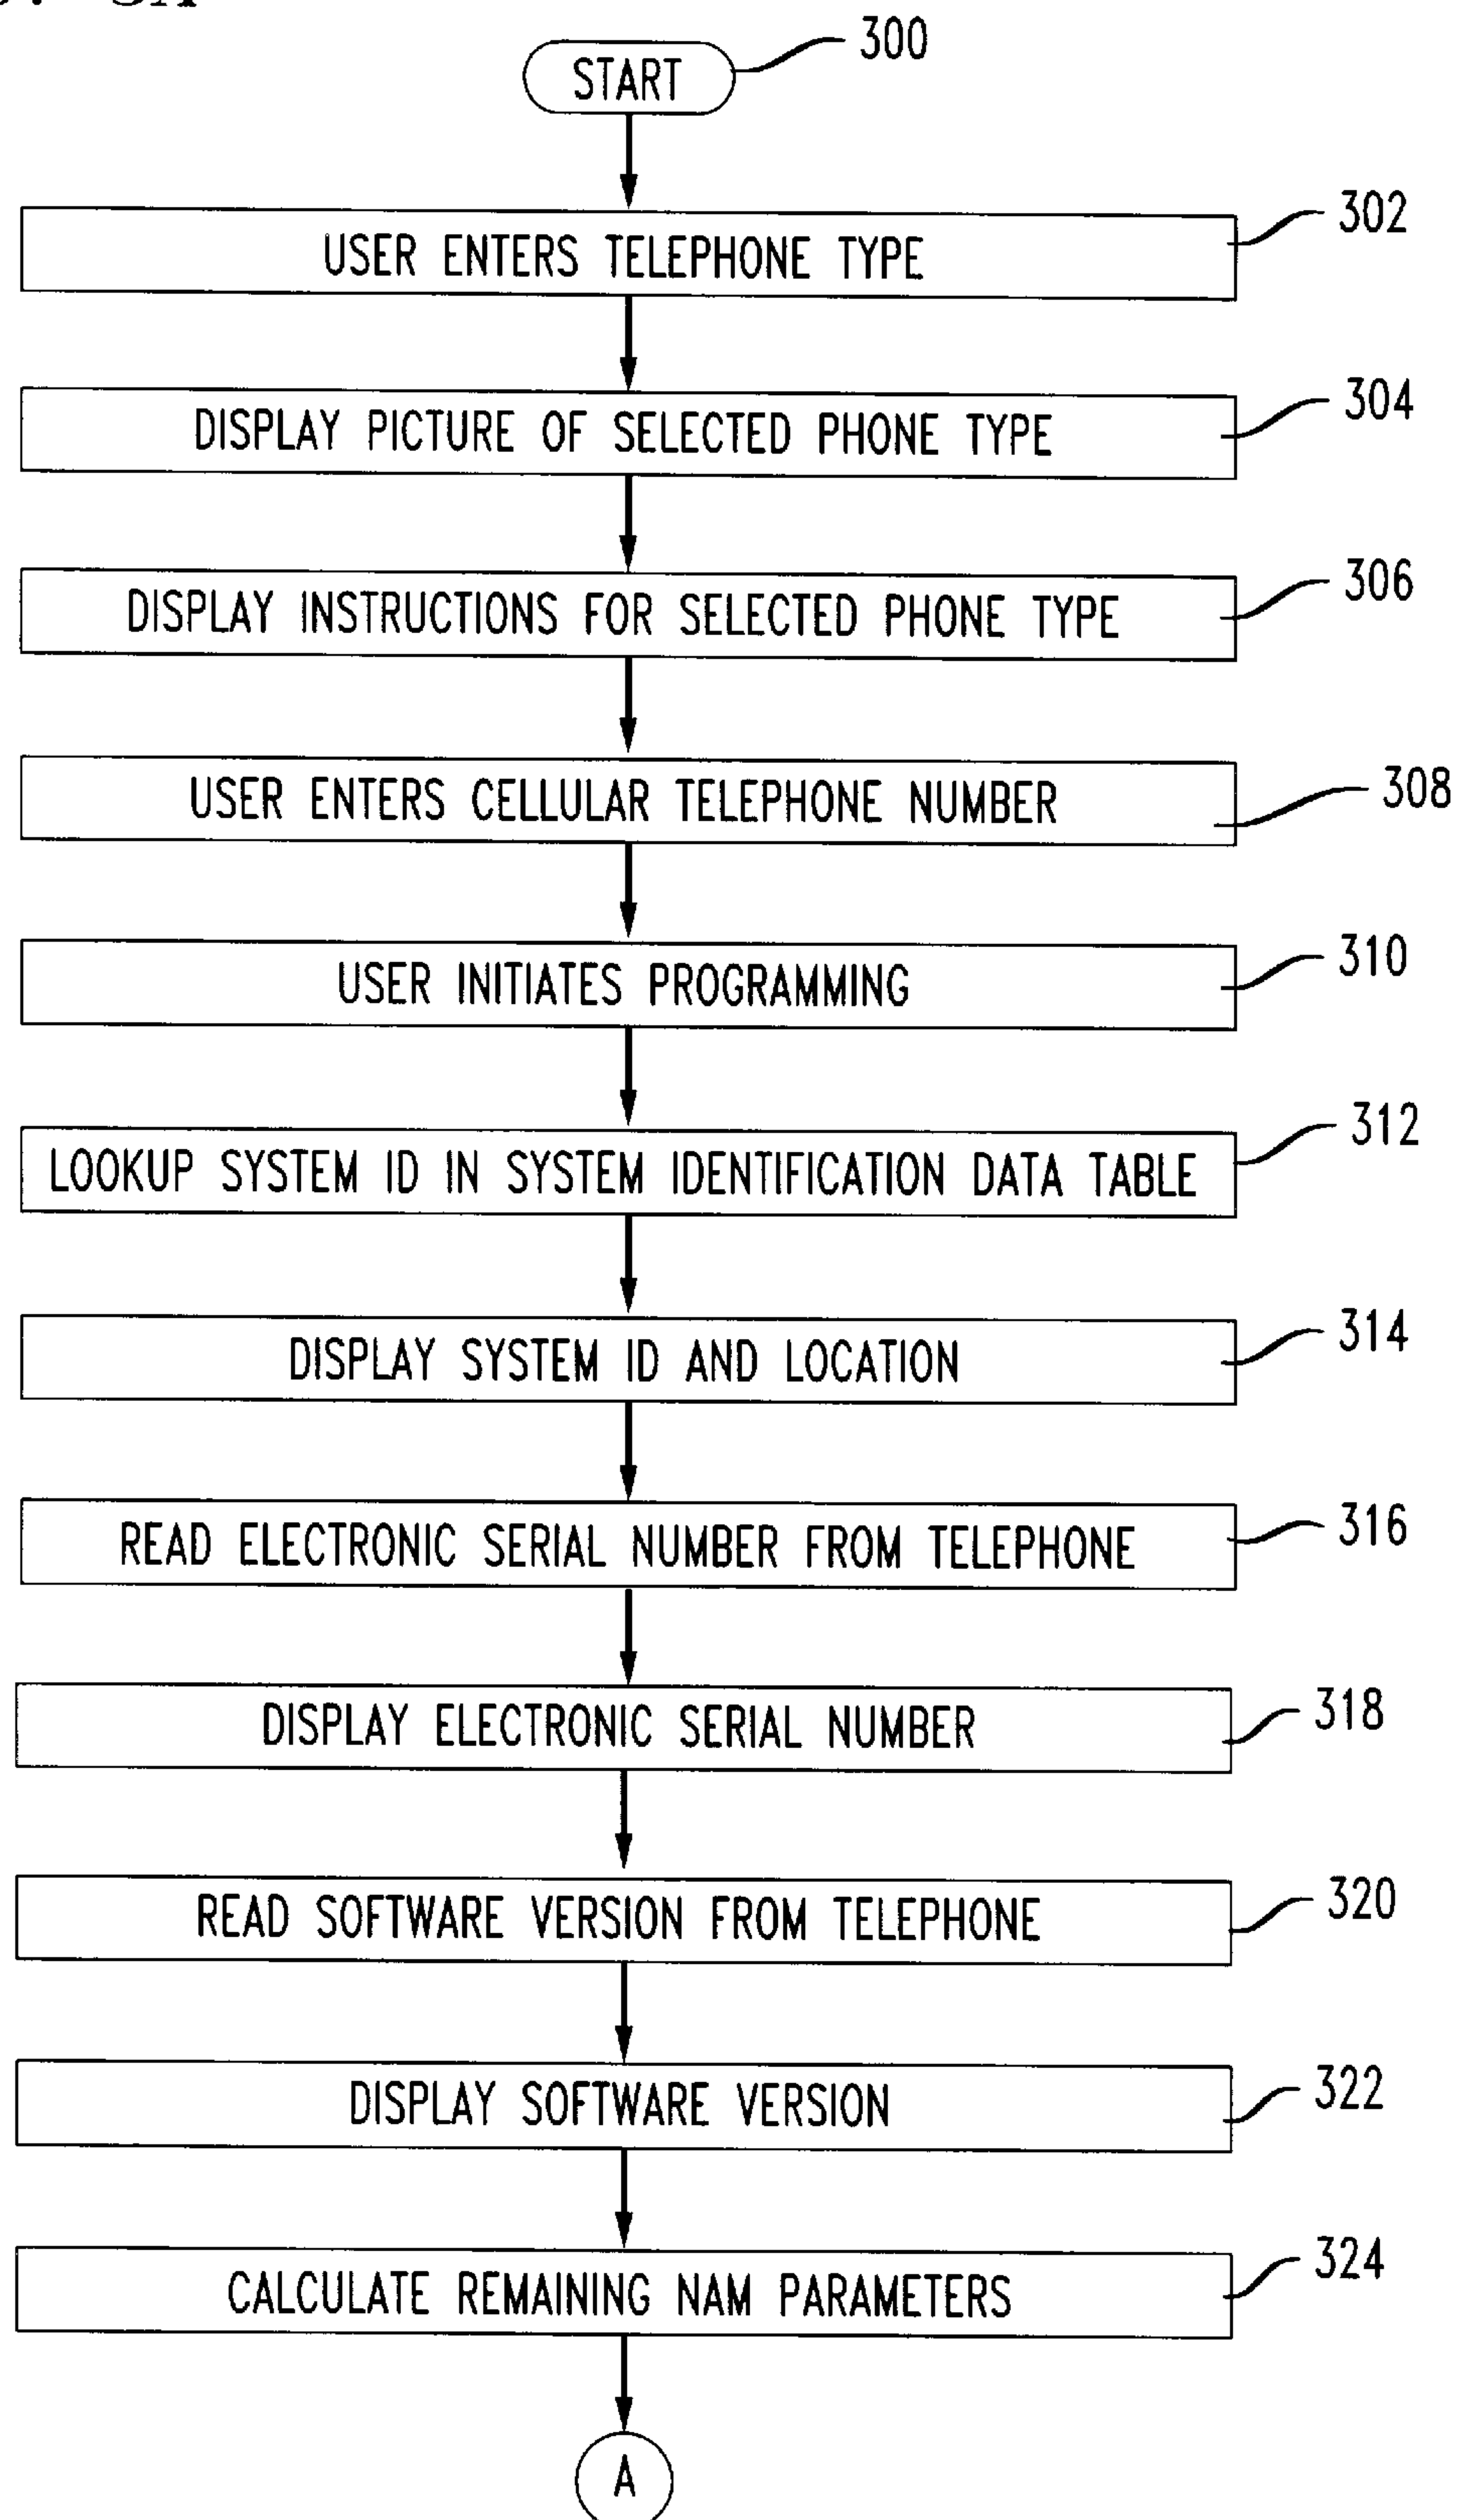 START
300
USER ENTERS TELEPHONE TYPE
302
DISPLAY PICTURE OF SELECTED PHONE TYPE
304
DISPLAY INSTRUCTIONS FOR SELECTED PHONE TYPE
306
USER ENTERS CELLULAR TELEPHONE NUMBER
308
USER INITIATES PROGRAMMING
310
LOOKUP SYSTEM ID IN SYSTEM IDENTIFICATION DATA TABLE
312
DISPLAY SYSTEM ID AND LOCATION
314
READ ELECTRONIC SERIAL NUMBER FROM TELEPHONE
316
DISPLAY ELECTRONIC SERIAL NUMBER
318
READ SOFTWARE VERSION FROM TELEPHONE
320
DISPLAY SOFTWARE VERSION
322
CALCULATE REMAINING NAM PARAMETERS
324
A